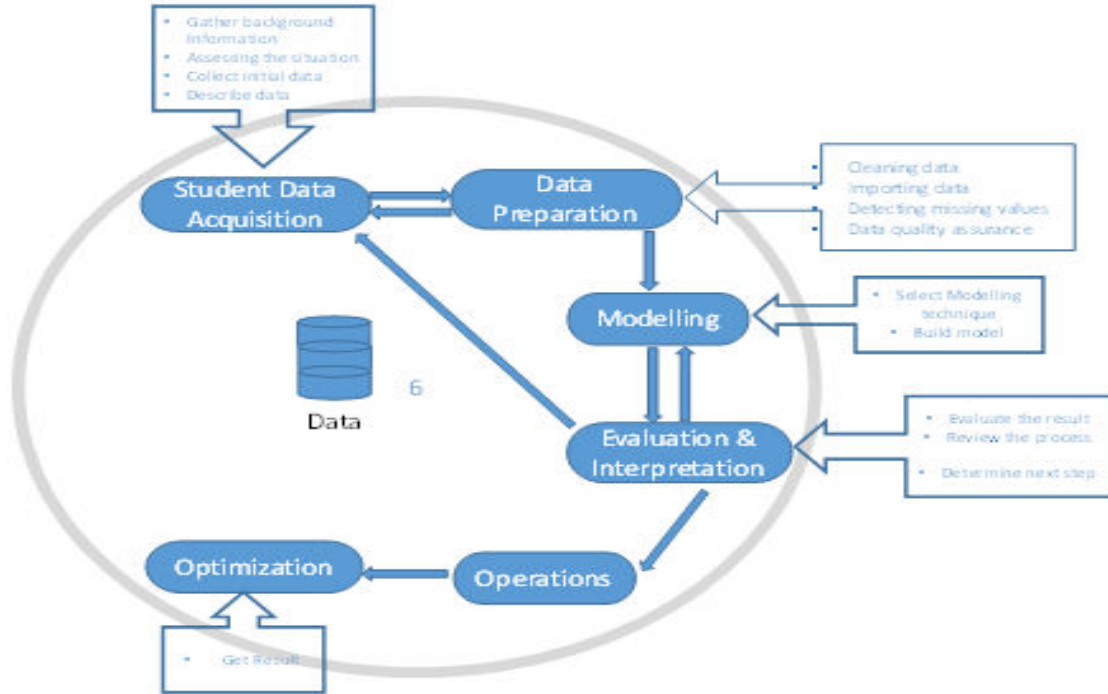 • Gather background
Information
• Assessing the situation
• Collect initial data
• Describe data
Student Data
Acquisition
Data
Preparation
• Cleaning data
• Importing data
• Detecting missing values
• Data quality assurance
Modelling
• Select Modelling
technique
• Build model
6
Data
Evaluation &
Interpretation
• Evaluate the result
• Review the process
• Determine next step
Optimization
Operations
• Get Result